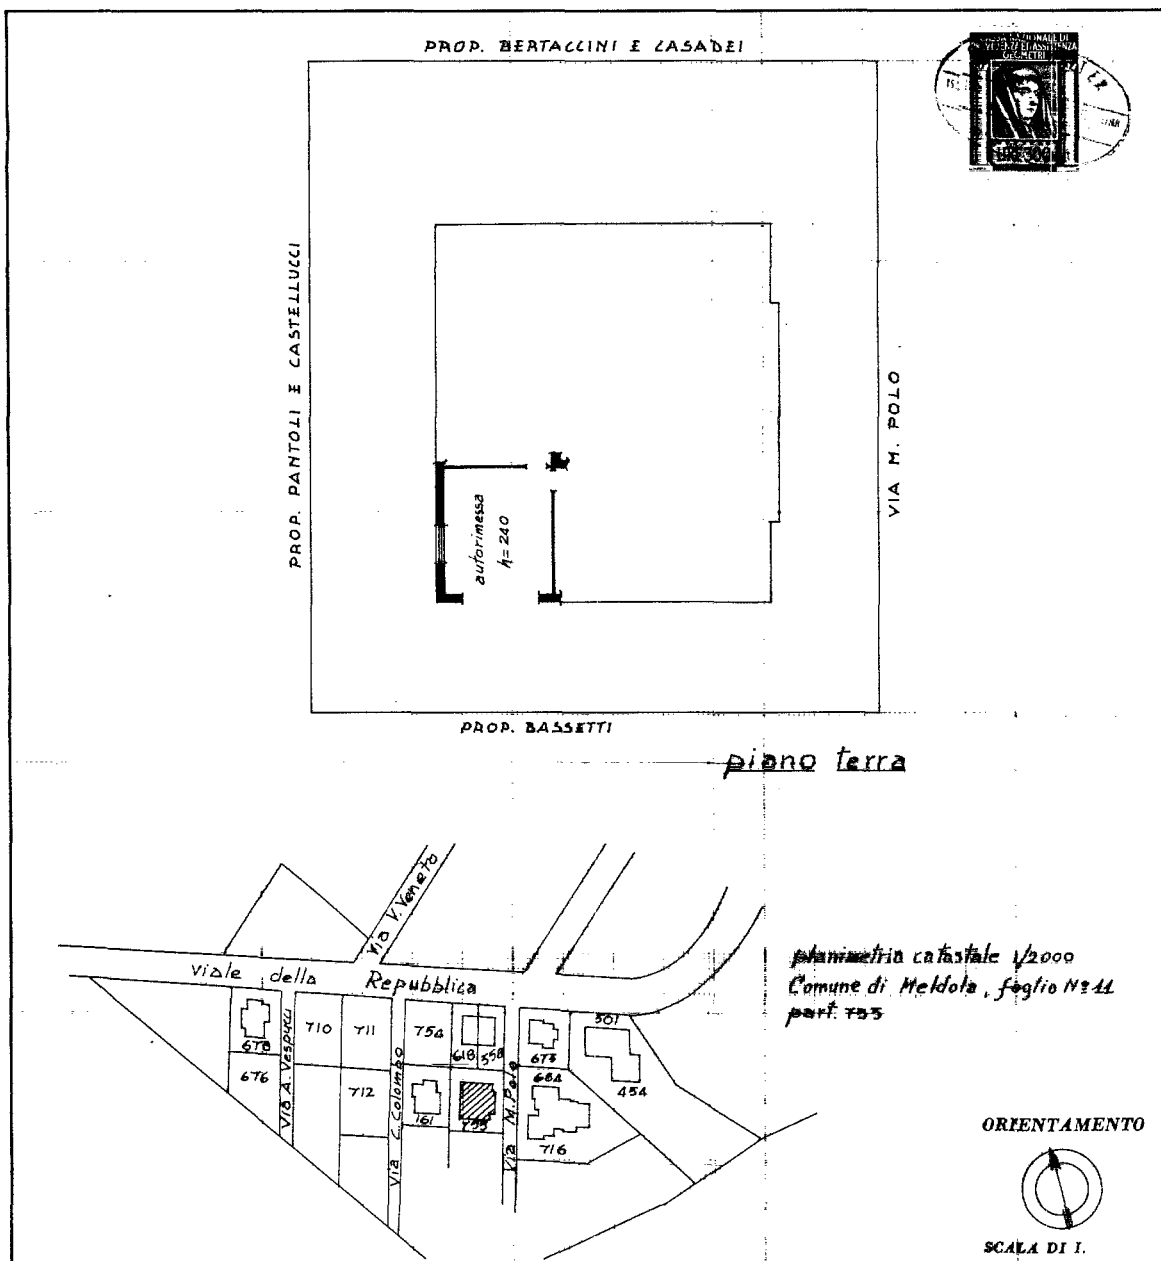 PROP. BERTACCINI E CASADEI
GEOMETRI
PROP. PANTOLI E CASTELLUCCI
VIA M. POLO
autorimessa
h=240
PROP. BASSETTI
piano terra
Via V. Veneto
Viale della Repubblica
planimetria catastale 1/2000
Comune di Meldola, foglio Nº 11
part. 755
678
676
Via A. Vespucci
710
711
712
Via C. Colombo
754
618
558
161
755
Via M. Polo
673
684
716
501
454
ORIENTAMENTO
SCALA DI 1.